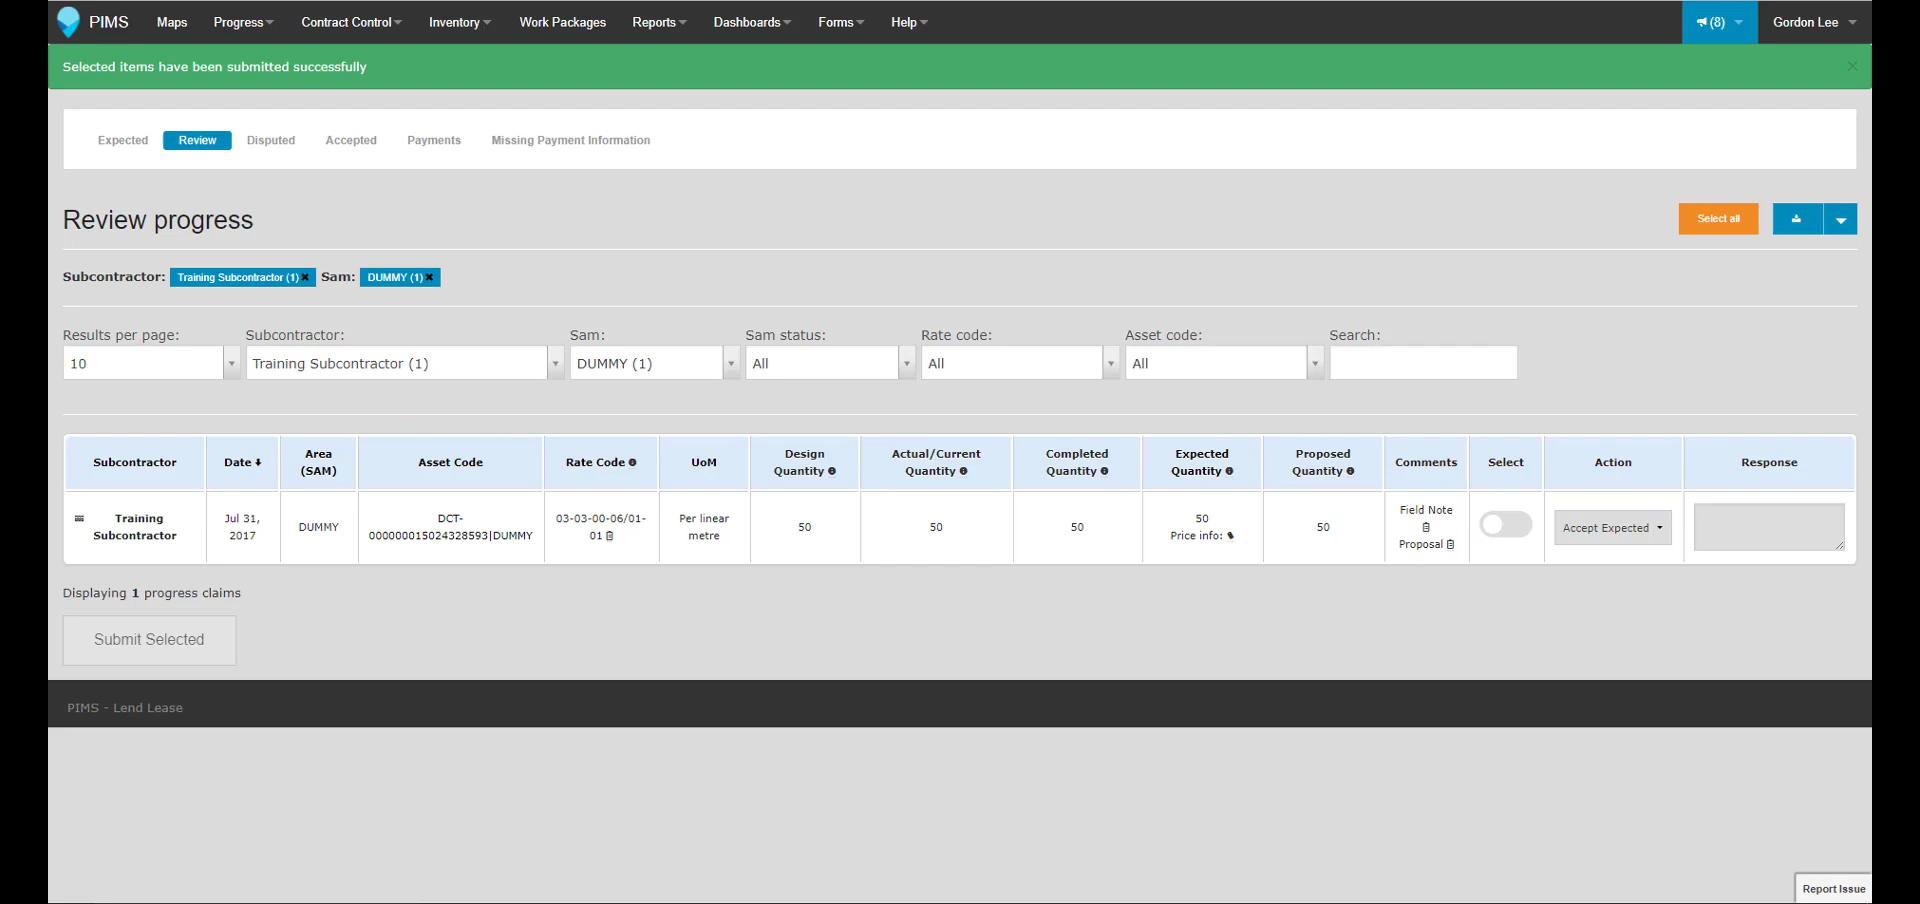 PIMS Maps Progress Contract Control Inventory Work Packages Reports Dashboards Forms Help (8) Gordon Lee
Selected items have been submitted successfully ×
Expected Review Disputed Accepted Payments Missing Payment Information
Review progress
Select all
Subcontractor: Training Subcontractor (1) Sam: DUMMY (1)
Results per page: Subcontractor: Sam: Sam status: Rate code: Asset code: Search:
10 Training Subcontractor (1) DUMMY (1) All All All
Subcontractor Date Area (SAM) Asset Code Rate Code UoM Design Quantity Actual/Current Quantity Completed Quantity Expected Quantity Proposed Quantity Comments Select Action Response
Training Subcontractor Jul 31, 2017 DUMMY DCT-000000015024328593|DUMMY 03-03-00-06/01-01 Per linear metre 50 50 50 50 Price info: 50 Field Note Proposal Accept Expected
Displaying 1 progress claims
Submit Selected
PIMS - Lend Lease
Report Issue